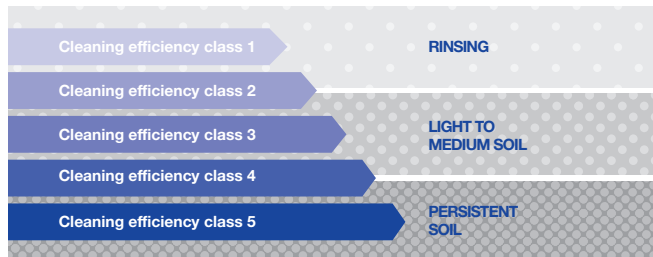 Cleaning efficiency class 1
RINSING
Cleaning efficiency class 2
Cleaning efficiency class 3
LIGHT TO
MEDIUM SOIL
Cleaning efficiency class 4
Cleaning efficiency class 5
PERSISTENT
SOIL